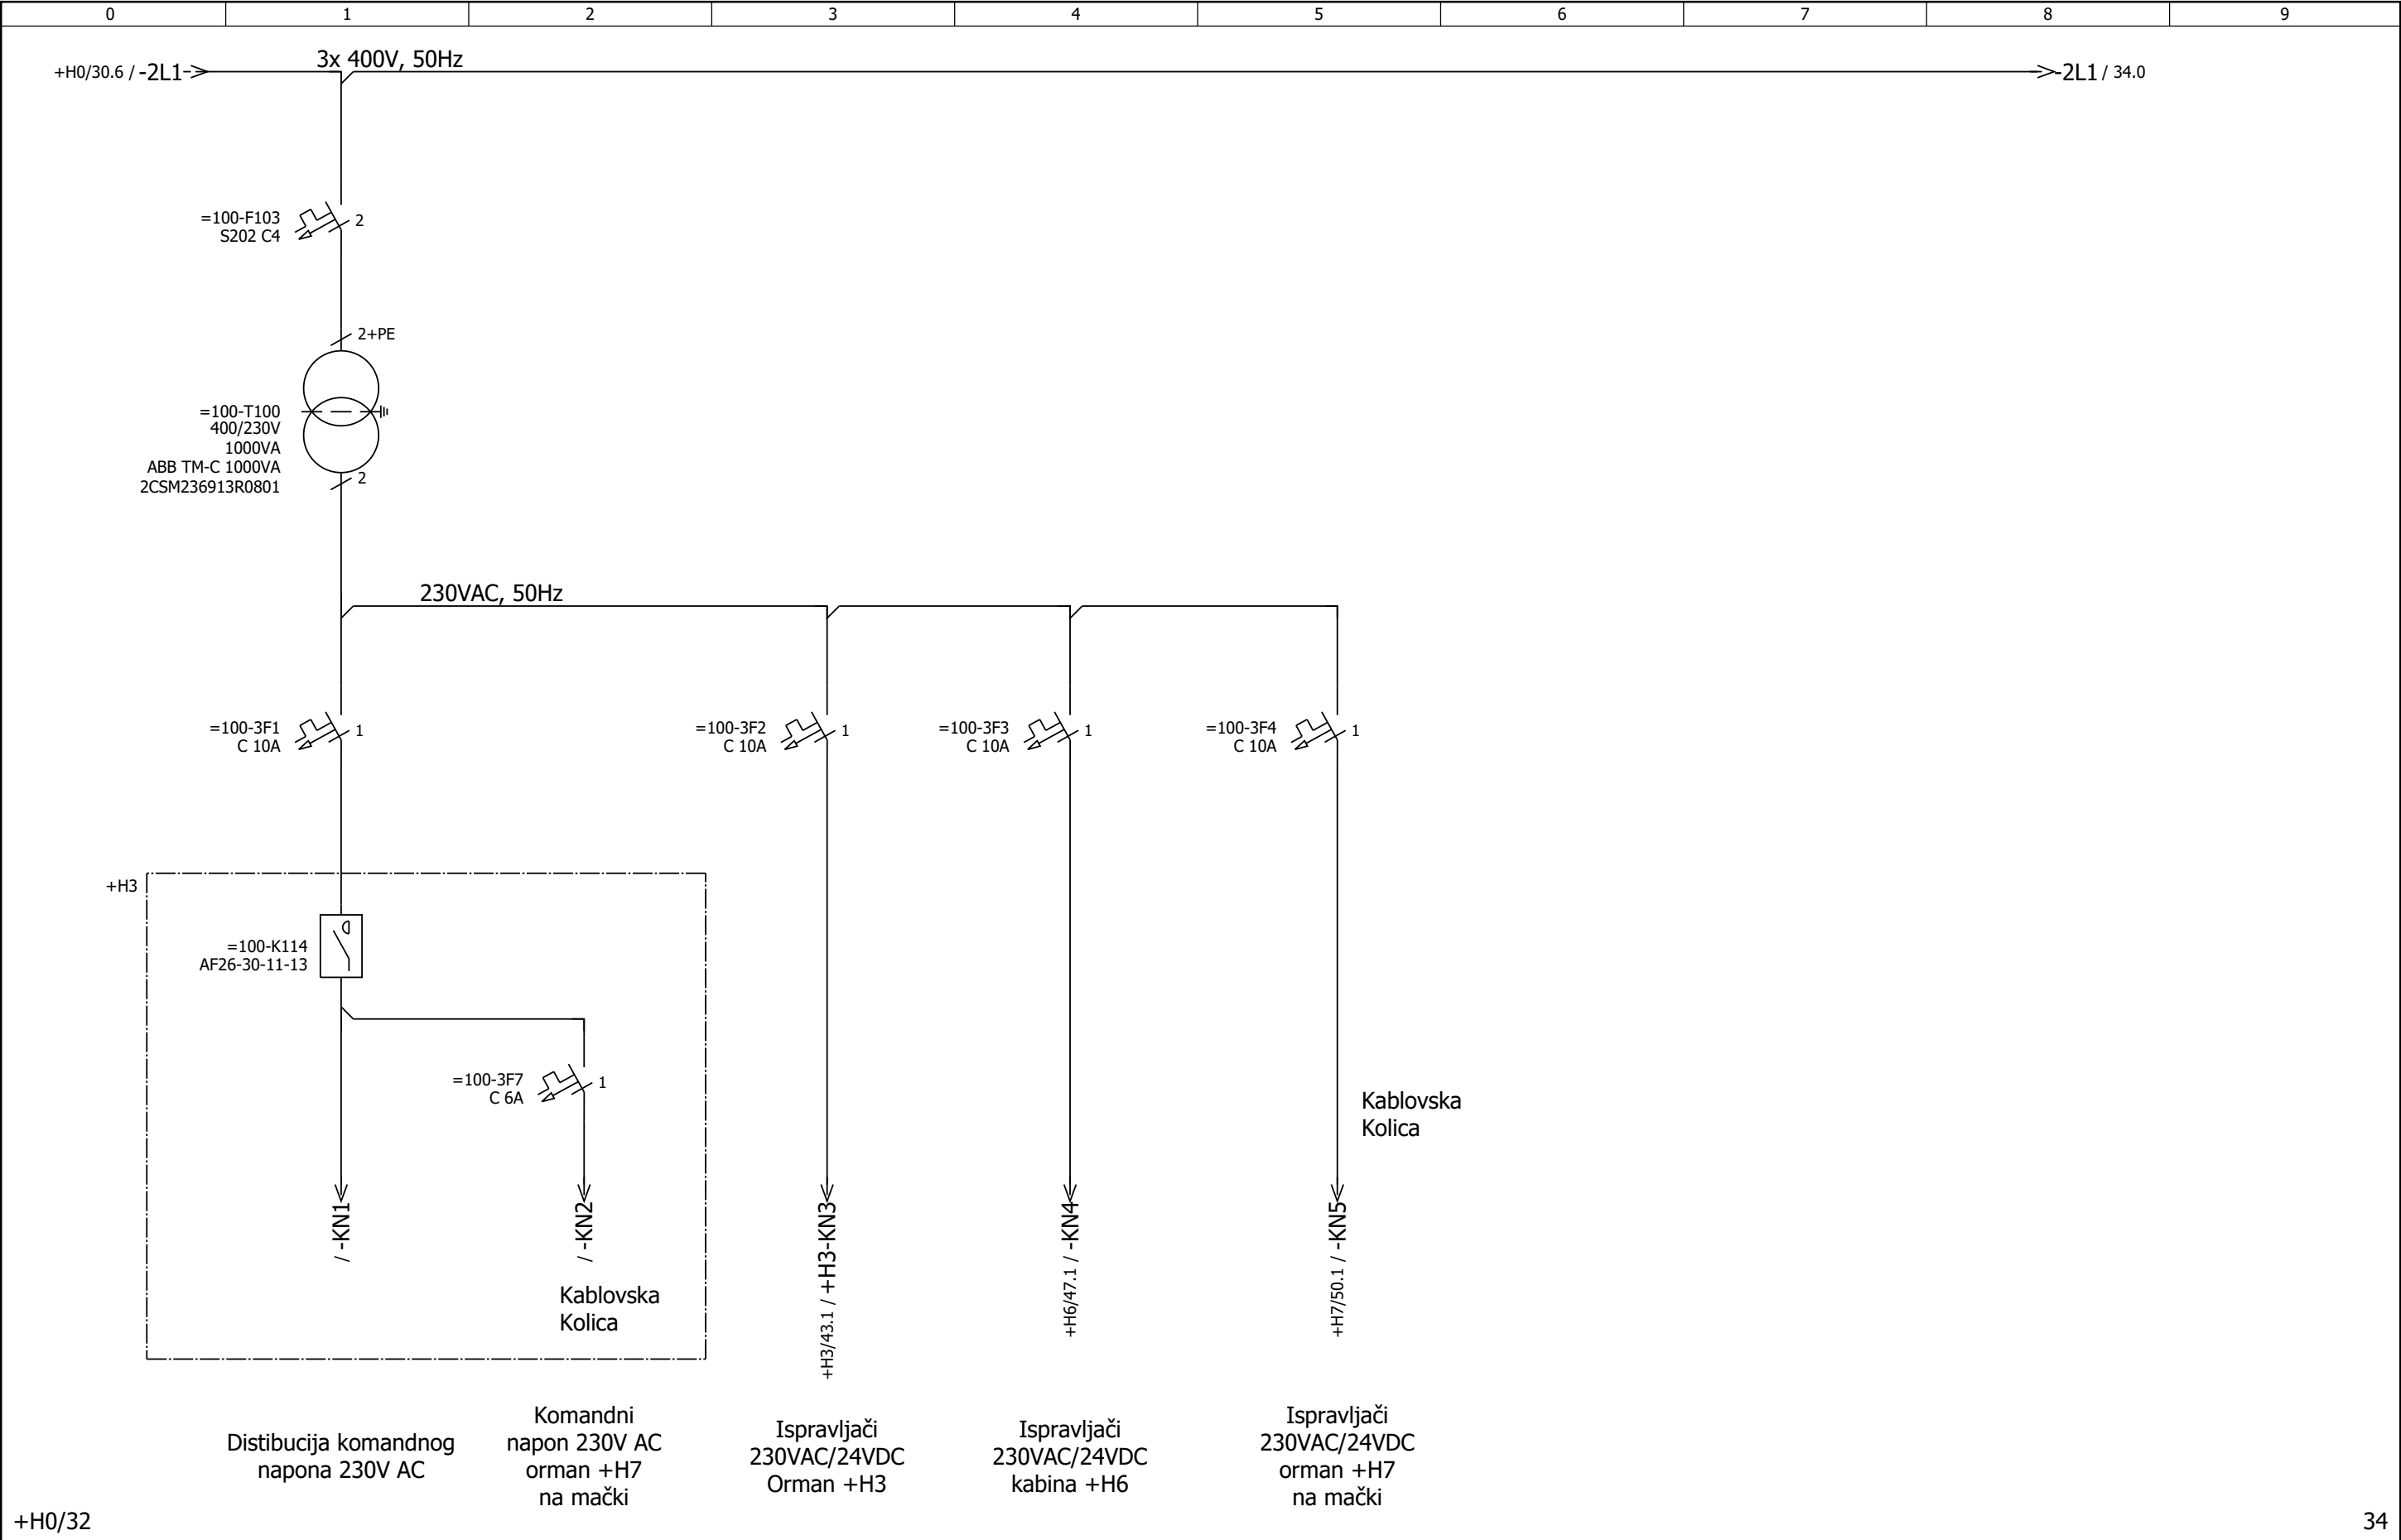 0 1 2 3 4 5 6 7 8 9
3x 400V, 50Hz
+H0/30.6 / -2L1
-2L1 / 34.0
=100-F103
S202 C4
2
2+PE
=100-T100
400/230V
1000VA
ABB TM-C 1000VA
2CSM236913R0801
2
230VAC, 50Hz
=100-3F1
C 10A
1
=100-3F2
C 10A
1
=100-3F3
C 10A
1
=100-3F4
C 10A
1
+H3
=100-K114
AF26-30-11-13
=100-3F7
C 6A
1
Kablovska
Kolica
/ -KN1
/ -KN2
+H3/43.1 / +H3-KN3
+H6/47.1 / -KN4
+H7/50.1 / -KN5
Kablovska
Kolica
Distibucija komandnog
napona 230V AC
Komandni
napon 230V AC
orman +H7
na mački
Ispravljači
230VAC/24VDC
Orman +H3
Ispravljači
230VAC/24VDC
kabina +H6
Ispravljači
230VAC/24VDC
orman +H7
na mački
+H0/32
34